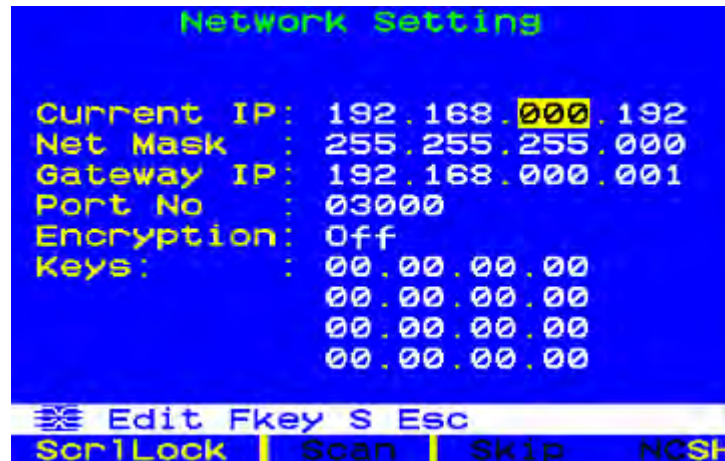 Network Setting
Current IP: 192.168.000.192
Net Mask : 255.255.255.000
Gateway IP: 192.168.000.001
Port No : 03000
Encryption: Off
Keys: : 00.00.00.00
00.00.00.00
00.00.00.00
00.00.00.00
Edit Fkey S Esc
ScrlLock Scan Skip NCSH